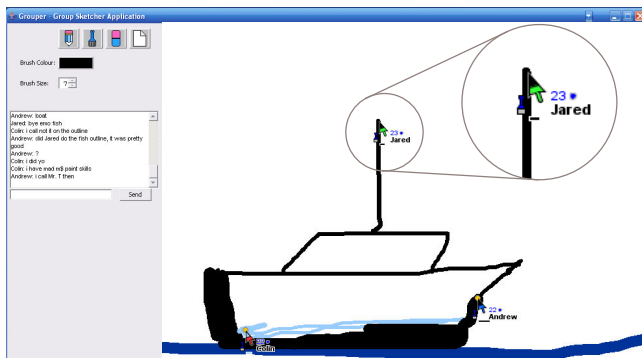 Grouper - Group Sketcher Application
Brush Colour:
Brush Size:
?
Andrew: boat
Jared: bye emo fish
Colin: i call not it on the outline
Andrew: did Jared do the fish outline, it was pretty
good
Andrew: ?
Colin: i did yo
Colin: i have mad m$ paint skills
Andrew: i call Mr. T then
Send
23
Jared
23
Jared
22
Andrew
Colin